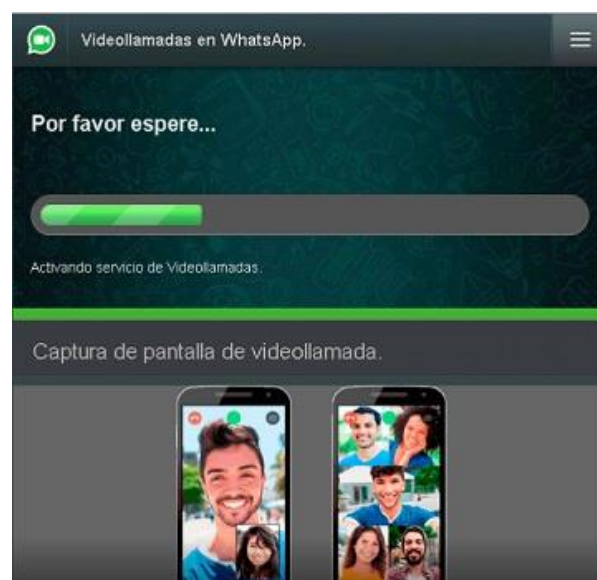 Videollamadas en WhatsApp.
Por favor espere...
Activando servicio de Videollamadas.
Captura de pantalla de videollamada.